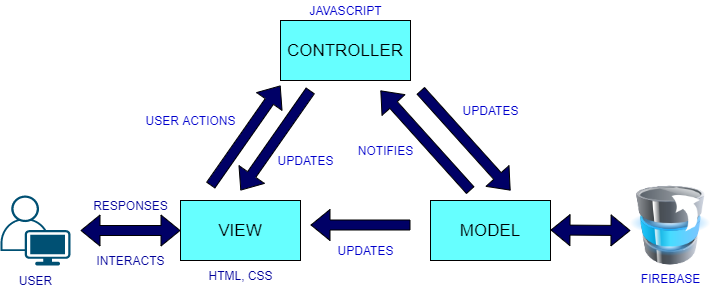 JAVASCRIPT
CONTROLLER
USER ACTIONS
UPDATES
UPDATES
NOTIFIES
RESPONSES
INTERACTS
USER
VIEW
HTML, CSS
UPDATES
MODEL
FIREBASE